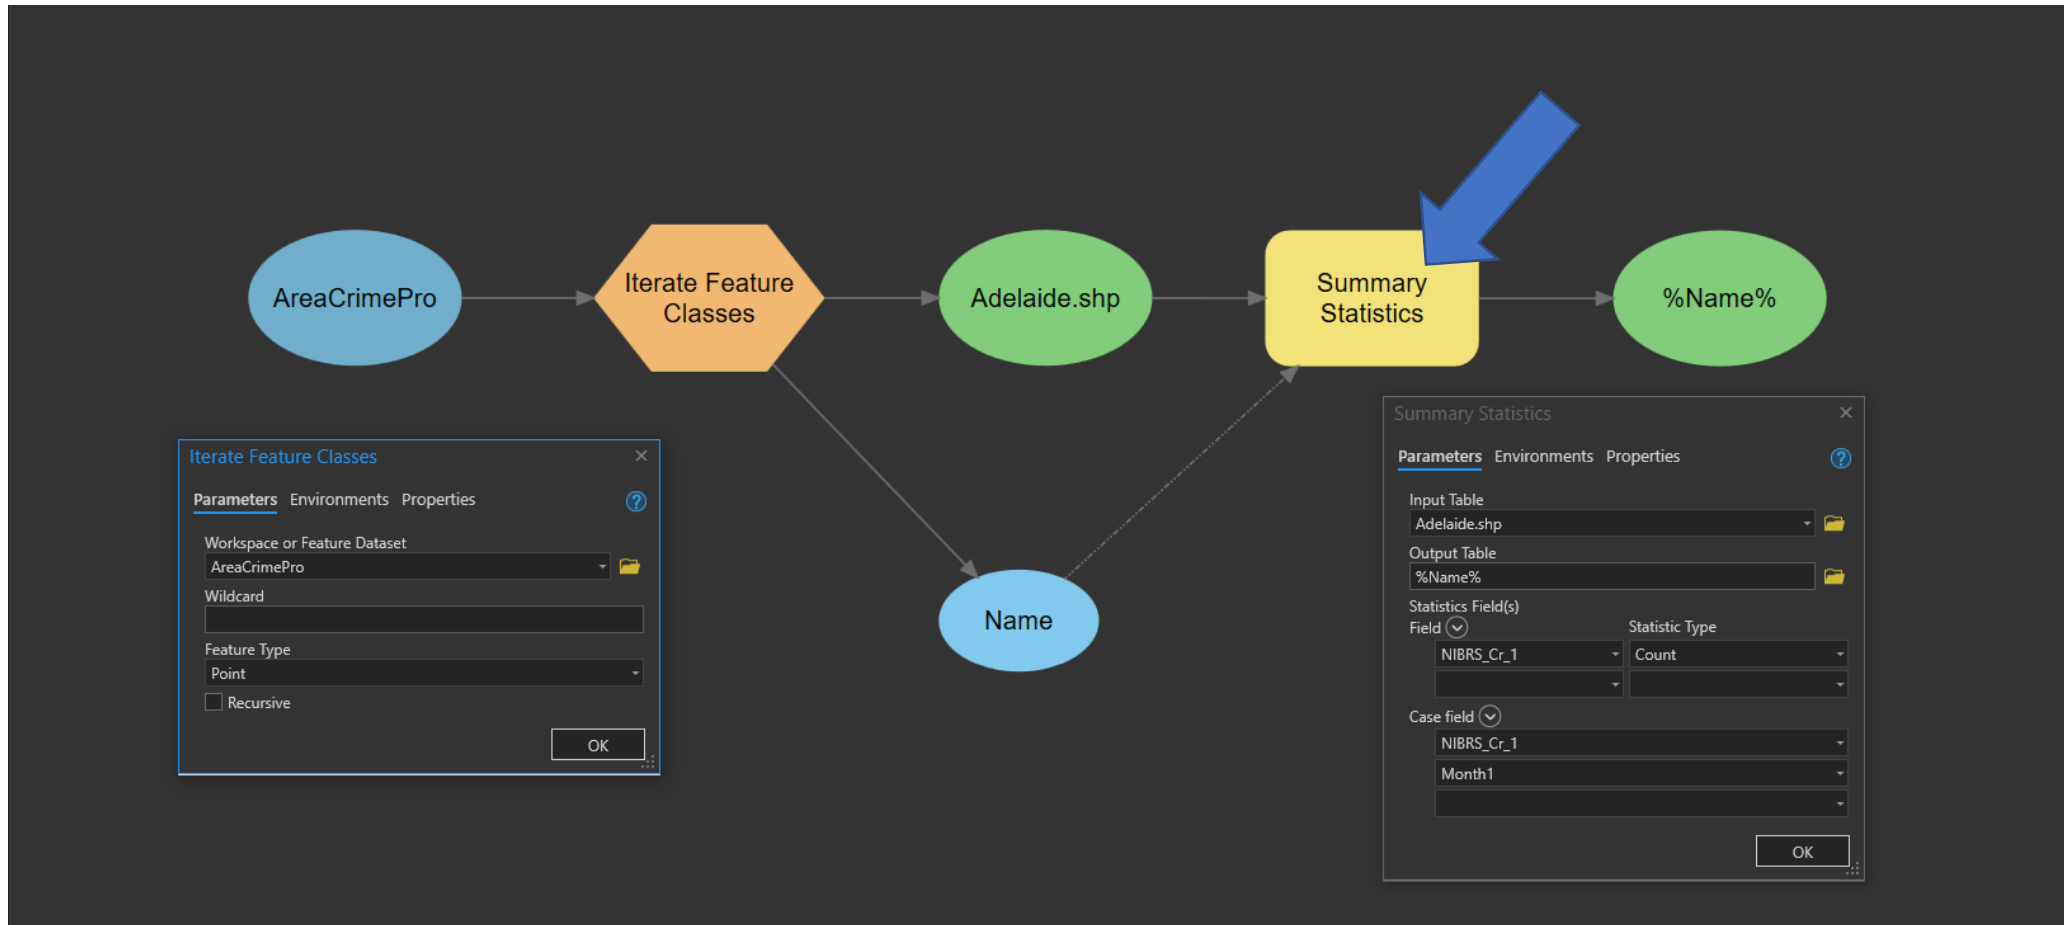 AreaCrimePro
Iterate Feature
Classes
Adelaide.shp
Summary
Statistics
%Name%
Name
Iterate Feature Classes
Parameters Environments Properties
?
Workspace or Feature Dataset
AreaCrimePro
Wildcard
Feature Type
Point
Recursive
OK
Summary Statistics
Parameters Environments Properties
?
Input Table
Adelaide.shp
Output Table
%Name%
Statistics Field(s)
Field Statistic Type
NIBRS_Cr_1 Count
Case field
NIBRS_Cr_1
Month1
OK